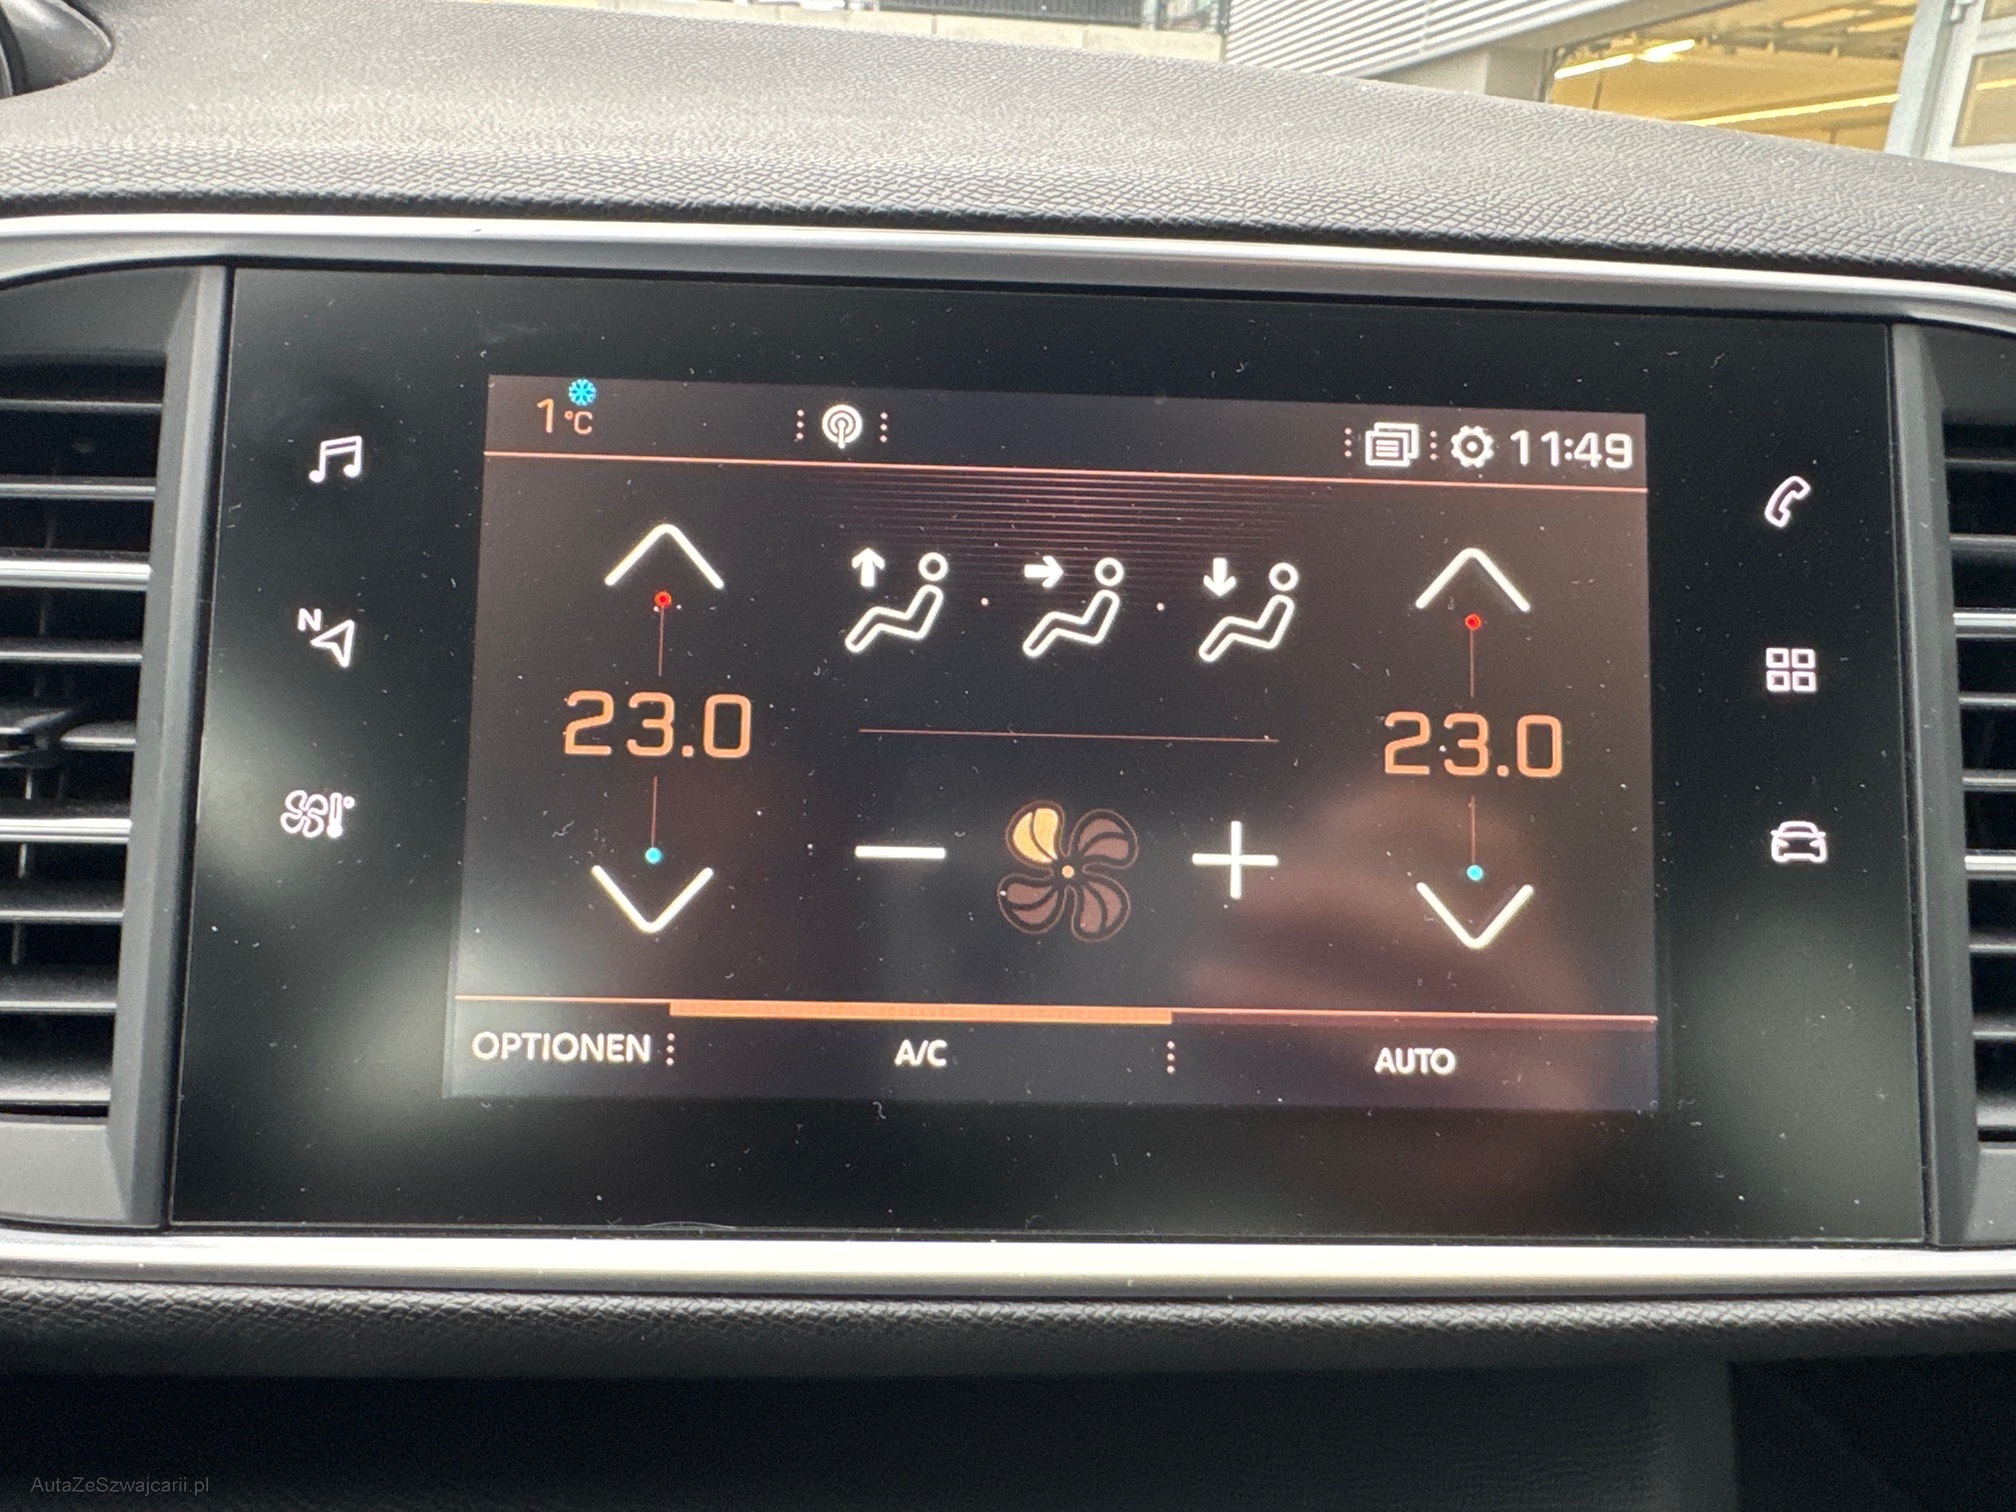 1°C
11:49
N
23.0
23.0
OPTIONEN
A/C
AUTO
AutaZeSzwajcarii.pl